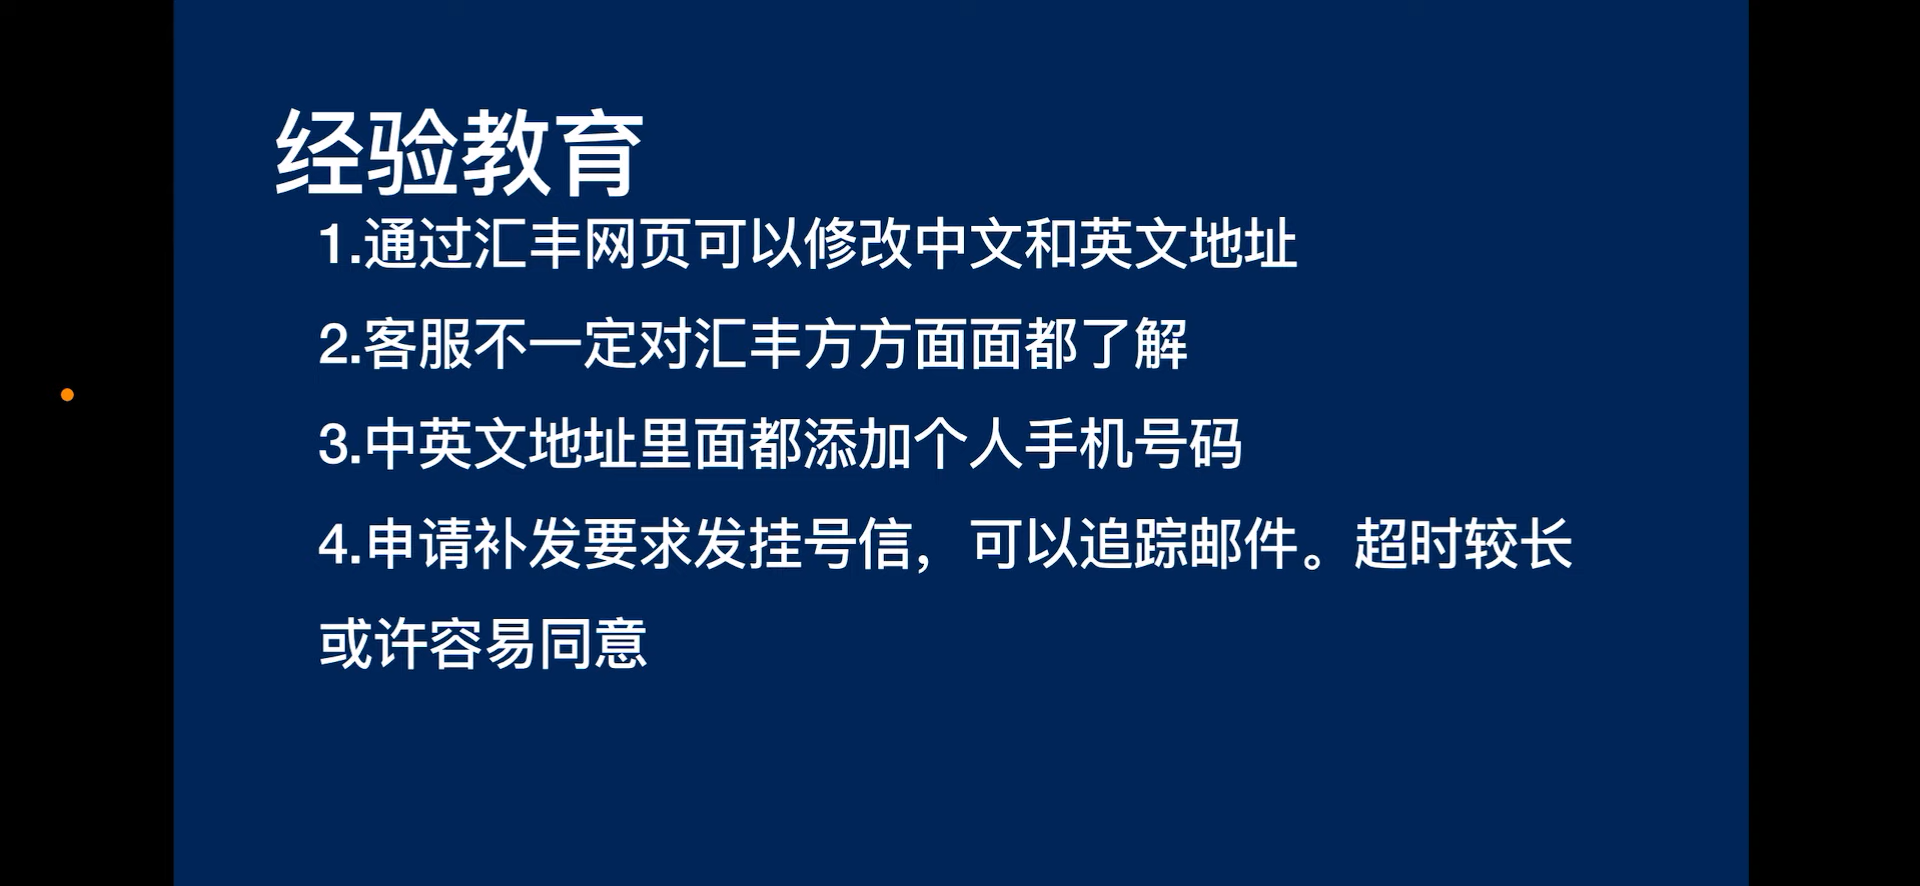 经验教育
1.通过汇丰网页可以修改中文和英文地址
2.客服不一定对汇丰方方面面都了解
3.中英文地址里面都添加个人手机号码
4.申请补发要求发挂号信，可以追踪邮件。超时较长
或许容易同意